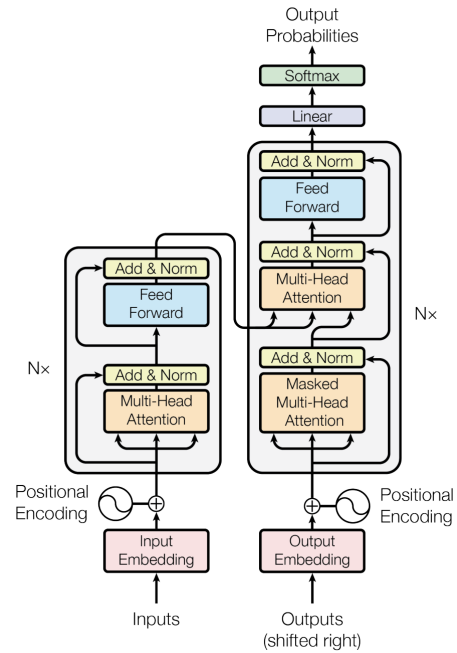 Output
Probabilities
Softmax
Linear
Add & Norm
Feed
Forward
Add & Norm
Multi-Head
Attention
Add & Norm
Masked
Multi-Head
Attention
N×
Positional
Encoding
Output
Embedding
Outputs
(shifted right)
Add & Norm
Feed
Forward
Add & Norm
Multi-Head
Attention
N×
Positional
Encoding
Input
Embedding
Inputs